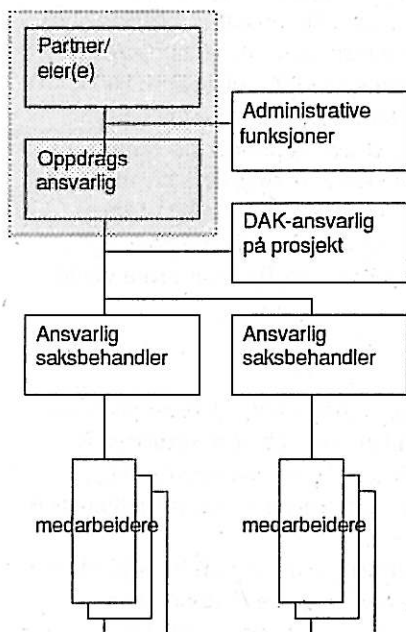 Partner/
eier(e)
Administrative
funksjoner
Oppdrags
ansvarlig
DAK-ansvarlig
på prosjekt
Ansvarlig
saksbehandler
Ansvarlig
saksbehandler
medarbeidere
medarbeidere